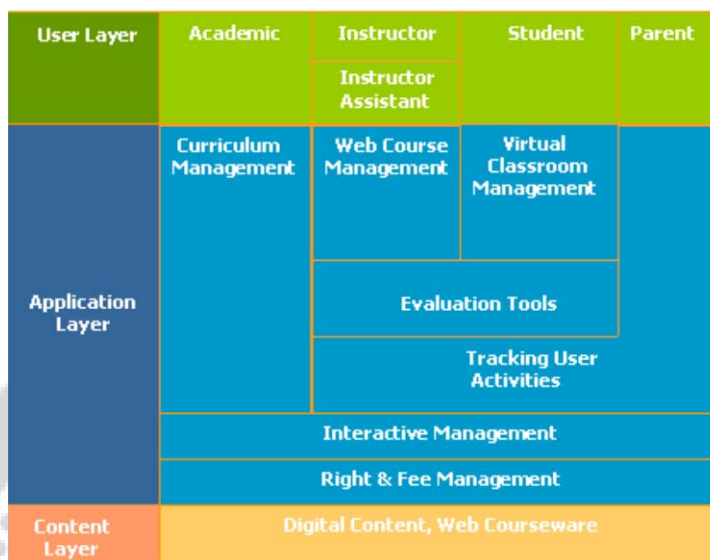 User Layer
Academic
Instructor
Student
Parent
Instructor
Assistant
Application
Layer
Curriculum
Management
Web Course
Management
Virtual
Classroom
Management
Evaluation Tools
Tracking User
Activities
Interactive Management
Right & Fee Management
Content
Layer
Digital Content, Web Courseware